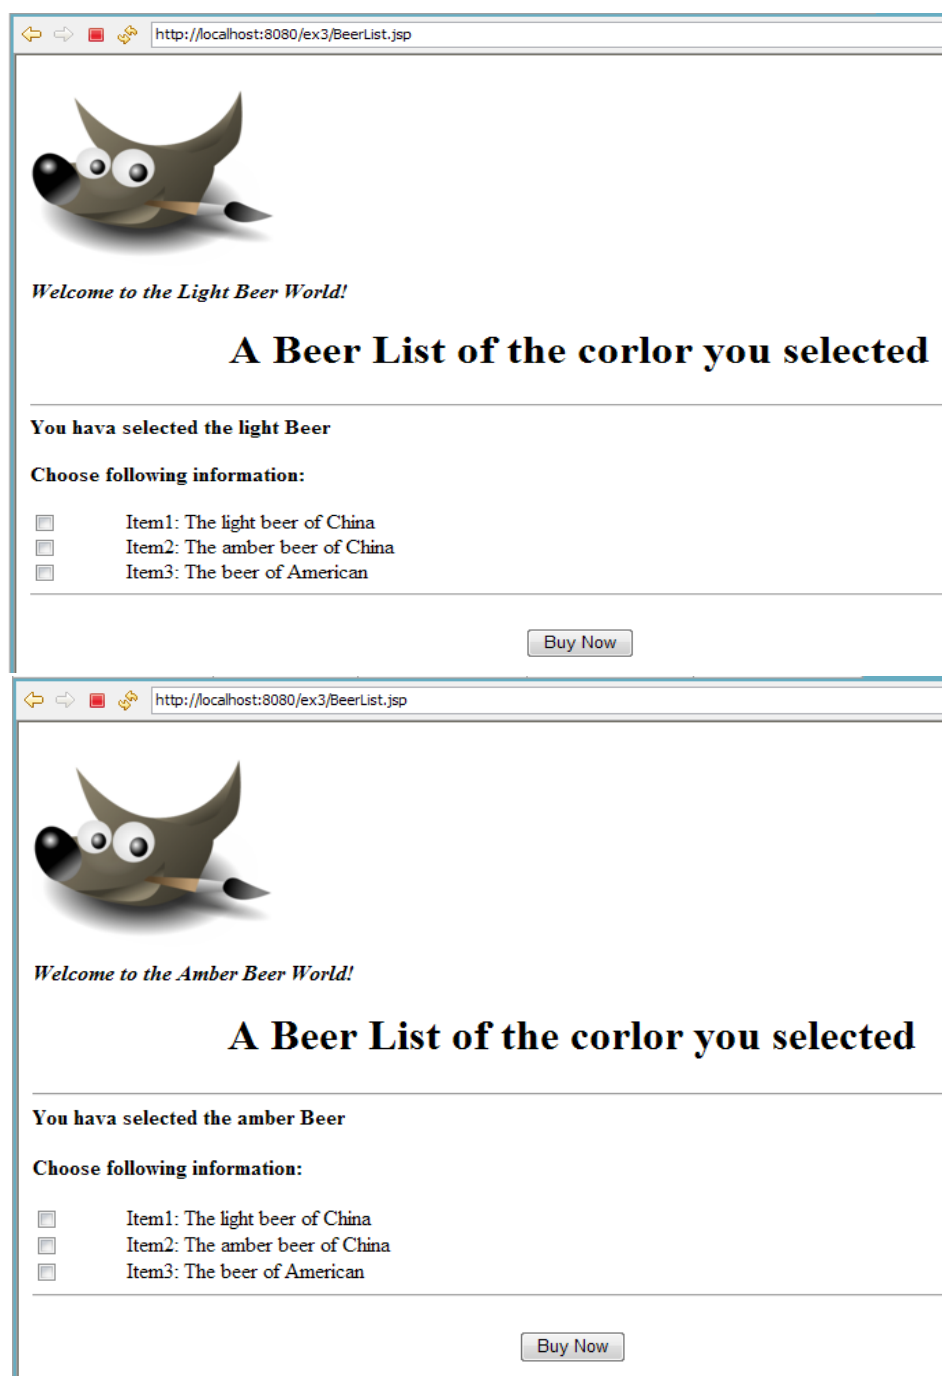 http://localhost:8080/ex3/BeerList.jsp
Welcome to the Light Beer World!
A Beer List of the corlor you selected
You hava selected the light Beer
Choose following information:
Item1: The light beer of China
Item2: The amber beer of China
Item3: The beer of American
Buy Now
http://localhost:8080/ex3/BeerList.jsp
Welcome to the Amber Beer World!
A Beer List of the corlor you selected
You hava selected the amber Beer
Choose following information:
Item1: The light beer of China
Item2: The amber beer of China
Item3: The beer of American
Buy Now